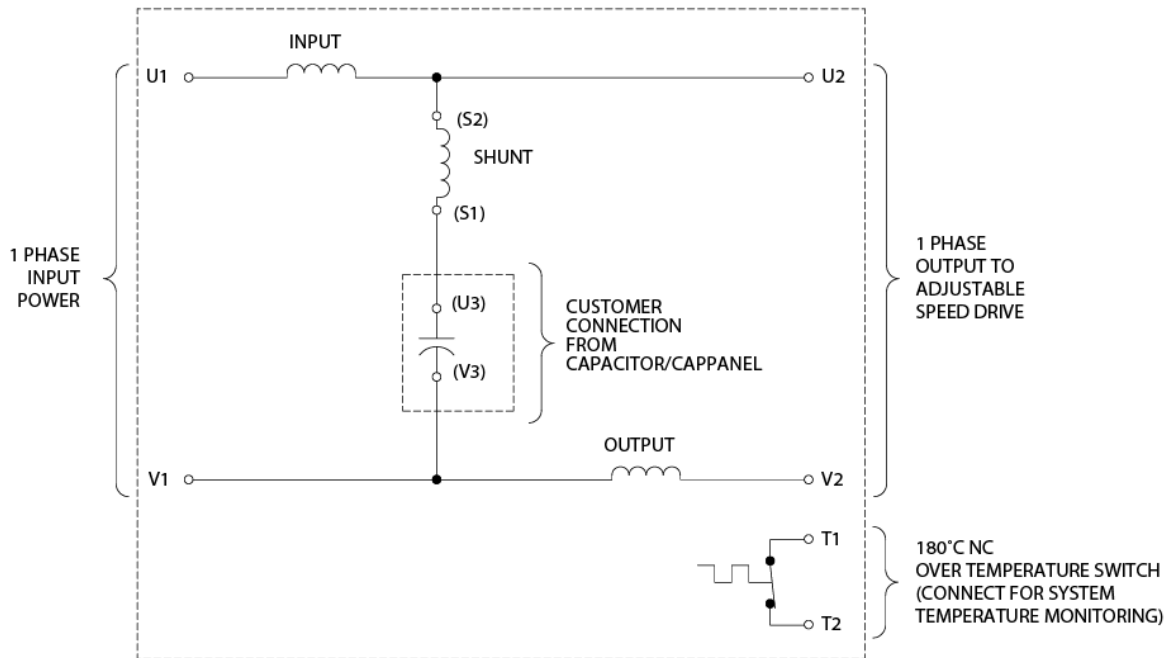 INPUT
U1
U2
(S2)
SHUNT
(S1)
1 PHASE
INPUT
POWER
1 PHASE
OUTPUT TO
ADJUSTABLE
SPEED DRIVE
(U3)
(V3)
CUSTOMER
CONNECTION
FROM
CAPACITOR/CAPPANEL
OUTPUT
V1
V2
T1
T2
180°C NC
OVER TEMPERATURE SWITCH
(CONNECT FOR SYSTEM
TEMPERATURE MONITORING)